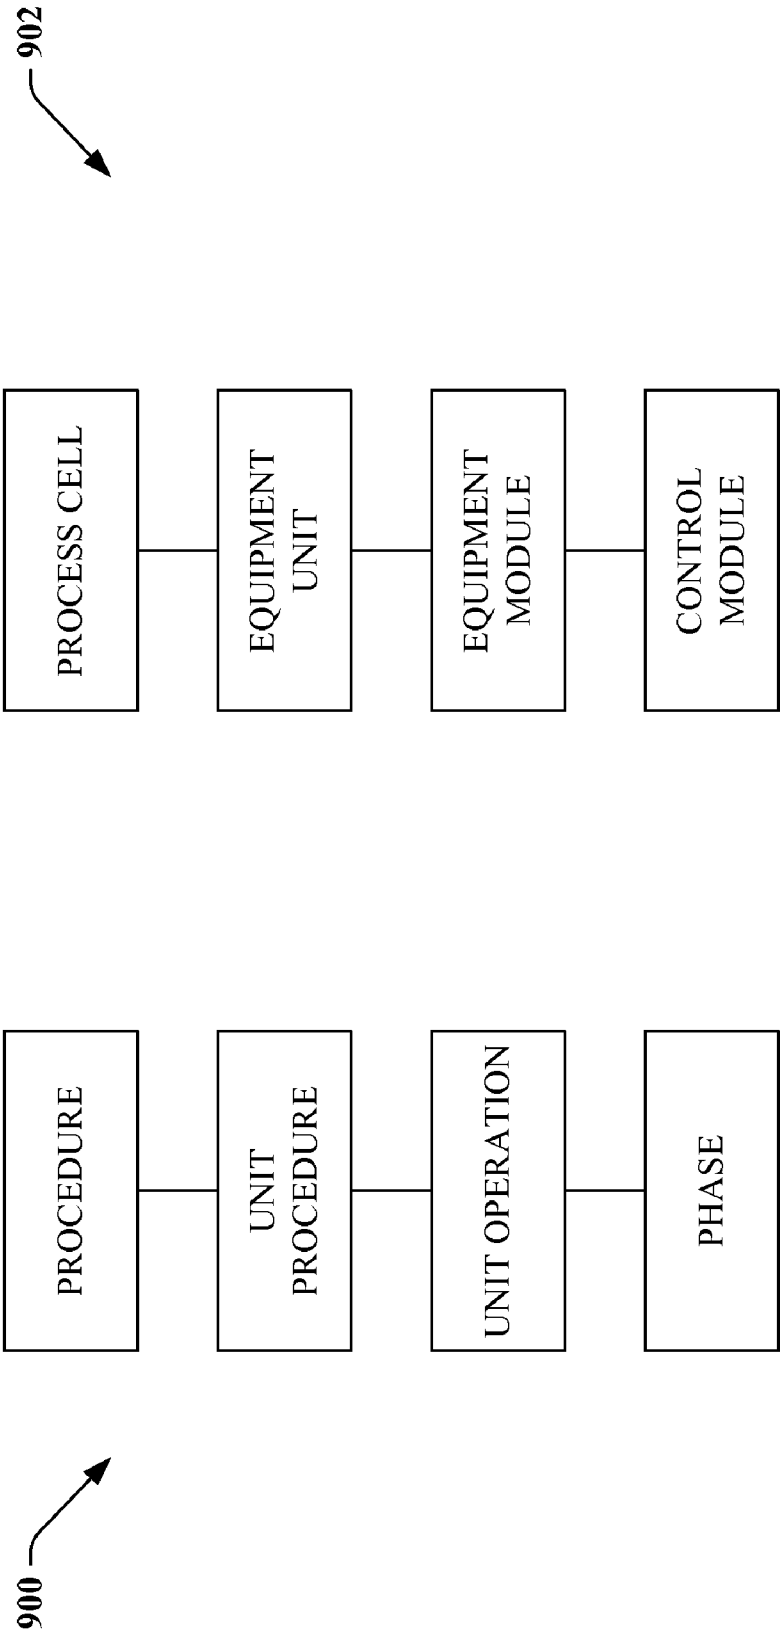 900
PROCEDURE
UNIT
PROCEDURE
UNIT OPERATION
PHASE
902
PROCESS CELL
EQUIPMENT
UNIT
EQUIPMENT
MODULE
CONTROL
MODULE